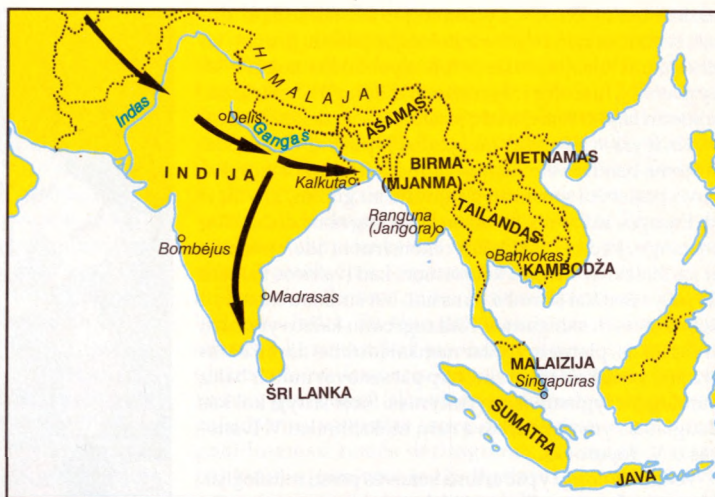 HIMALAJAI
Indas
Delis
Gangas
AŠAMAS
INDIJA
Kalkuta
BIRMA
(MJANMA)
VIETNAMAS
Ranguna
(Jangora)
TAILANDAS
Bombėjus
Bankokas
KAMBODŽA
Madrasas
MALAIZIJA
Singapūras
ŠRI LANKA
SUMATRA
JAVA